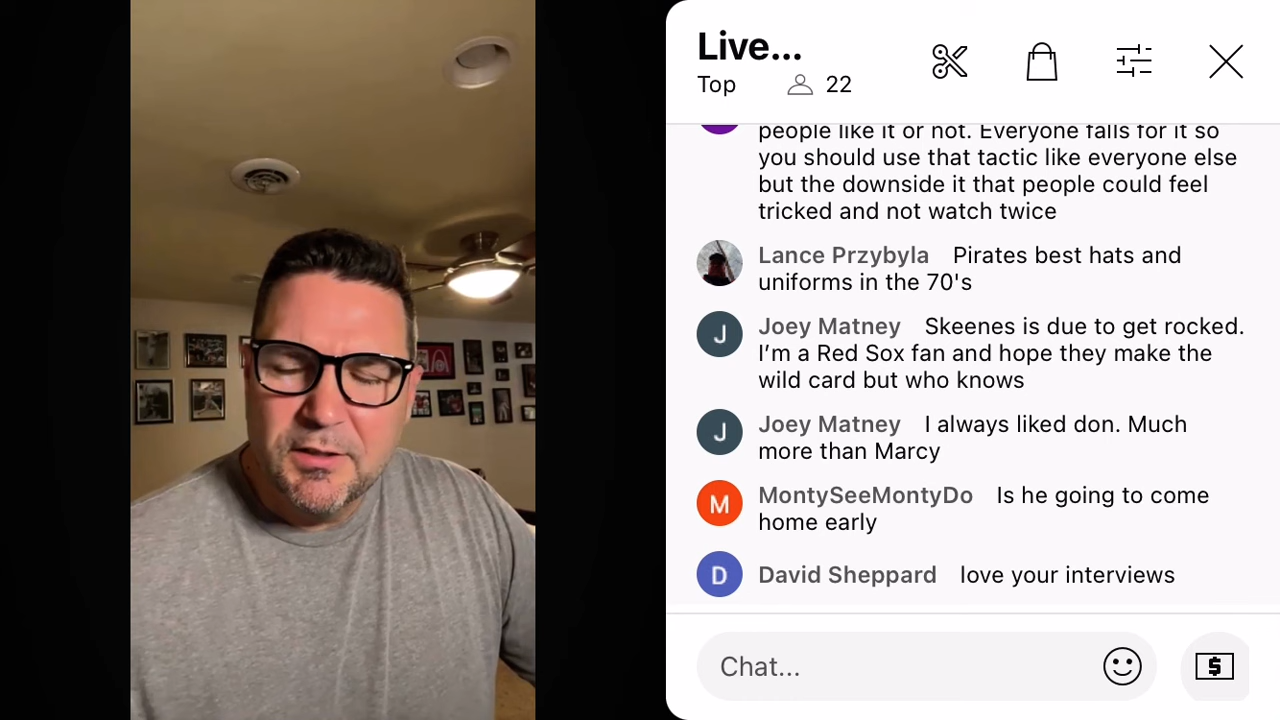 Live...
Top 22
people like it or not. Everyone falls for it so
you should use that tactic like everyone else
but the downside it that people could feel
tricked and not watch twice
Lance Przybyla Pirates best hats and
uniforms in the 70's
J Joey Matney Skeenes is due to get rocked.
I’m a Red Sox fan and hope they make the
wild card but who knows
J Joey Matney I always liked don. Much
more than Marcy
M MontySeeMontyDo Is he going to come
home early
D David Sheppard love your interviews
Chat...
$